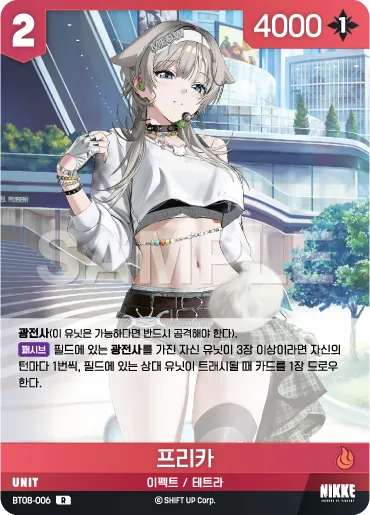 2
4000 1
MEOW
SAMPLE
광전사(이 유닛은 가능하다면 반드시 공격해야 한다).
패시브 필드에 있는 광전사를 가진 자신 유닛이 3장 이상이라면 자신의
턴마다 1번씩, 필드에 있는 상대 유닛이 트래시될 때 카드를 1장 드로우
한다.
프리카
UNIT
이펙트 / 테트라
BT08-006 R
ⓒ SHIFT UP Corp.
NIKKE